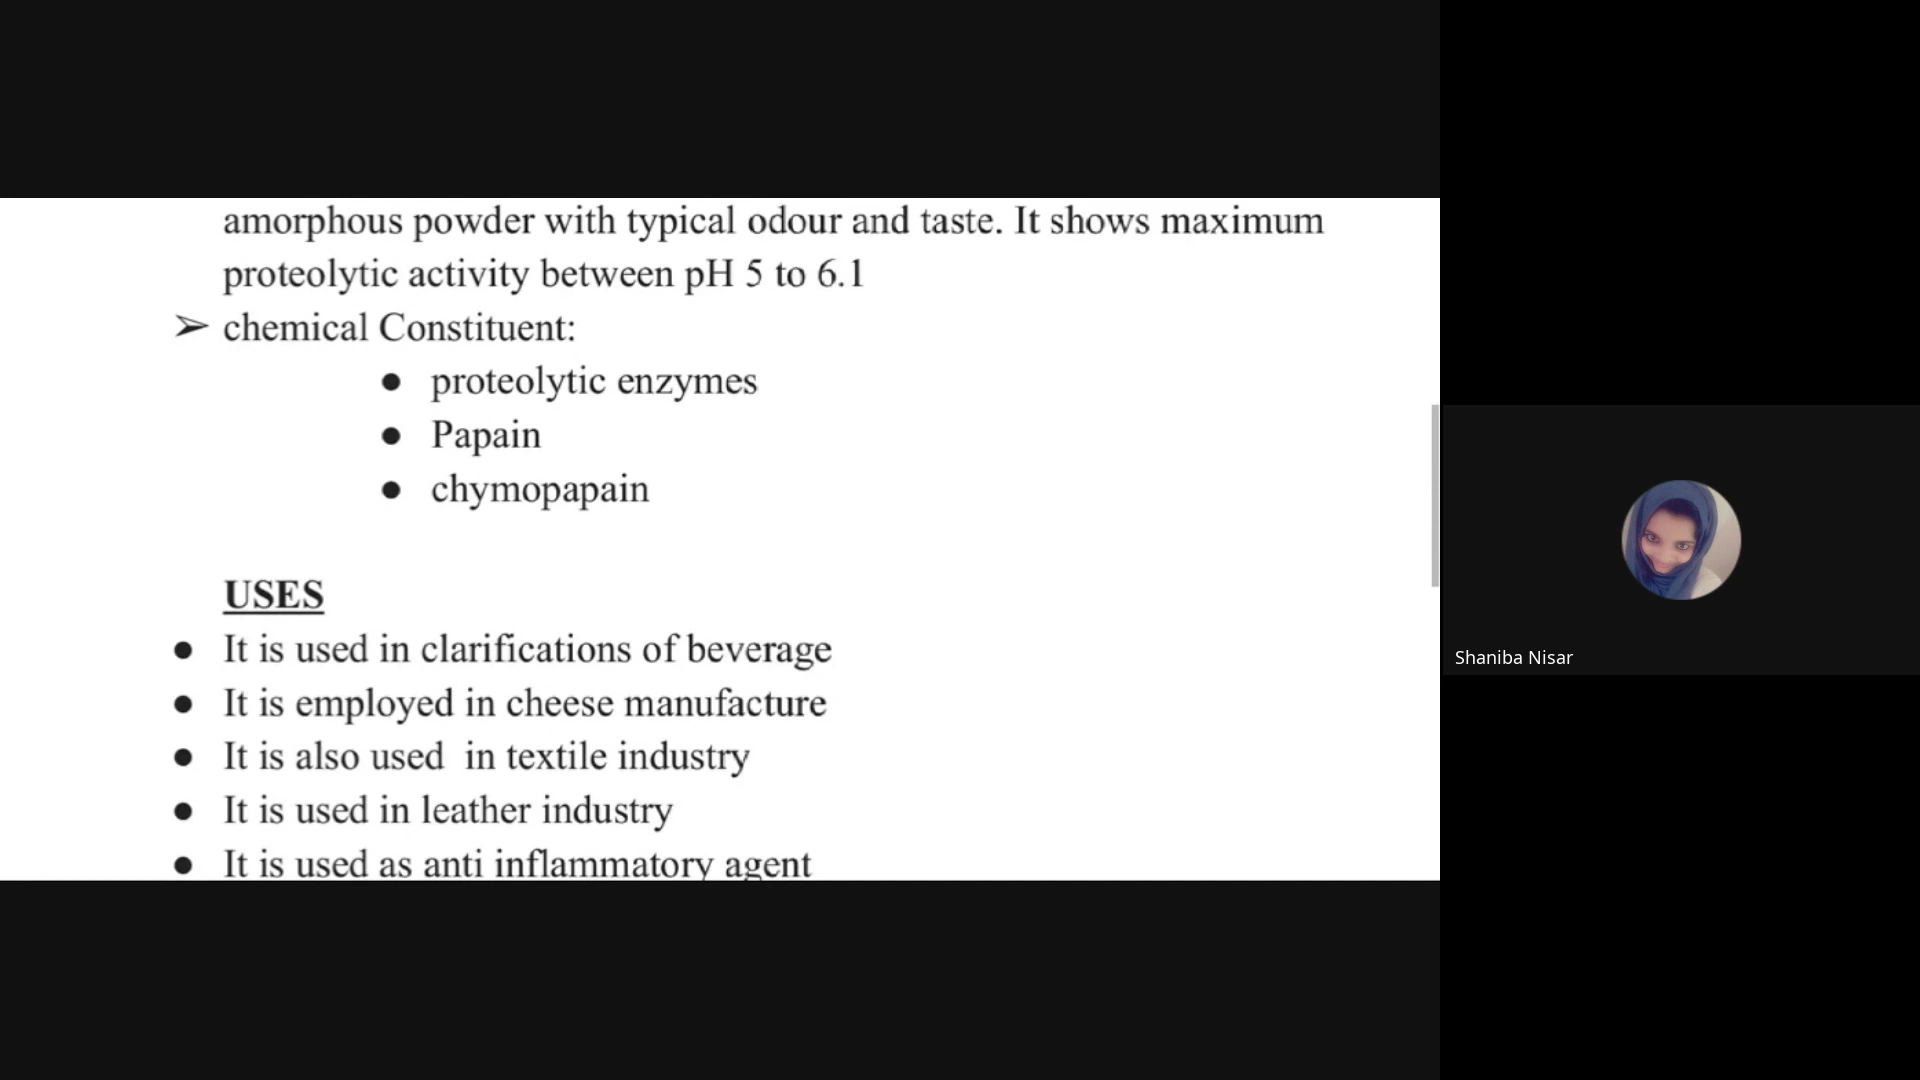 amorphous powder with typical odour and taste. It shows maximum
proteolytic activity between pH 5 to 6.1
➢ chemical Constituent:
● proteolytic enzymes
● Papain
● chymopapain
USES
● It is used in clarifications of beverage
● It is employed in cheese manufacture
● It is also used  in textile industry
● It is used in leather industry
● It is used as anti inflammatory agent
Shaniba Nisar